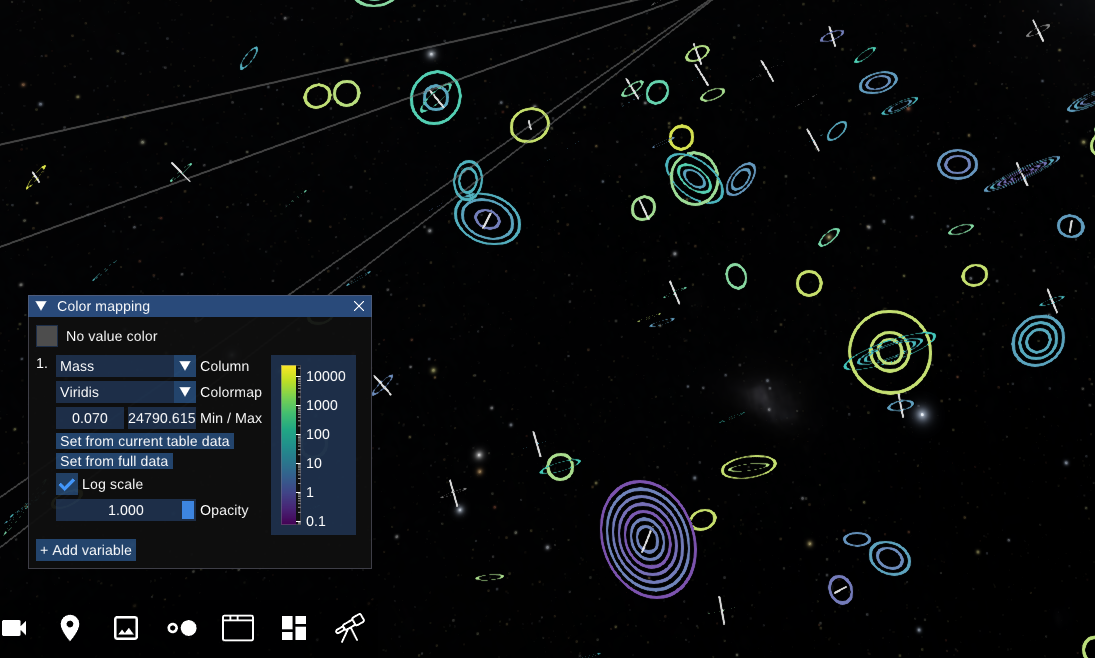 Color mapping
No value color
1.
Mass Column
Viridis Colormap
0.070 24790.615 Min / Max
Set from current table data
Set from full data
Log scale
1.000 Opacity
10000
1000
100
10
1
0.1
+ Add variable